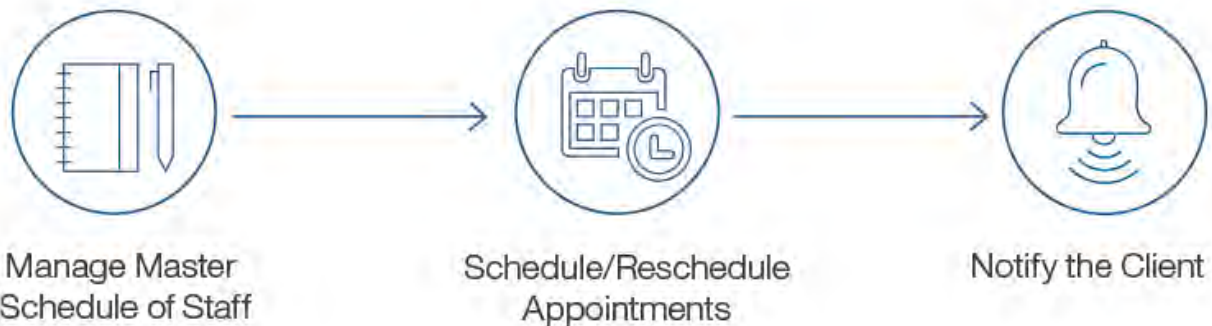 Manage Master
Schedule of Staff
Schedule/Reschedule
Appointments
Notify the Client